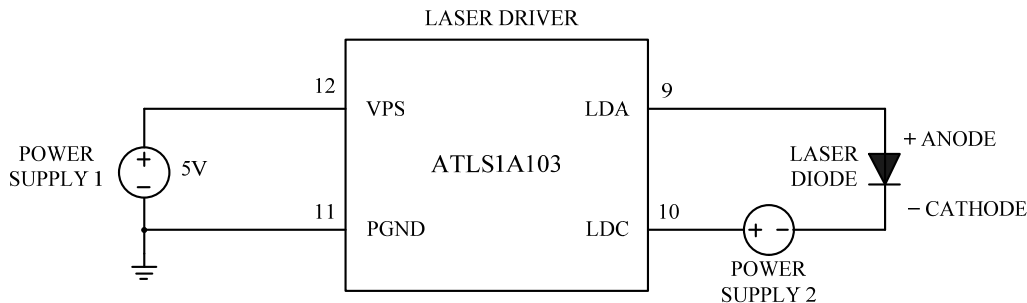 LASER DRIVER
12
VPS
LDA
9
POWER
SUPPLY 1
+
-
5V
ATLS1A103
LASER
DIODE
+ ANODE
- CATHODE
11
PGND
LDC
10
+ -
POWER
SUPPLY 2